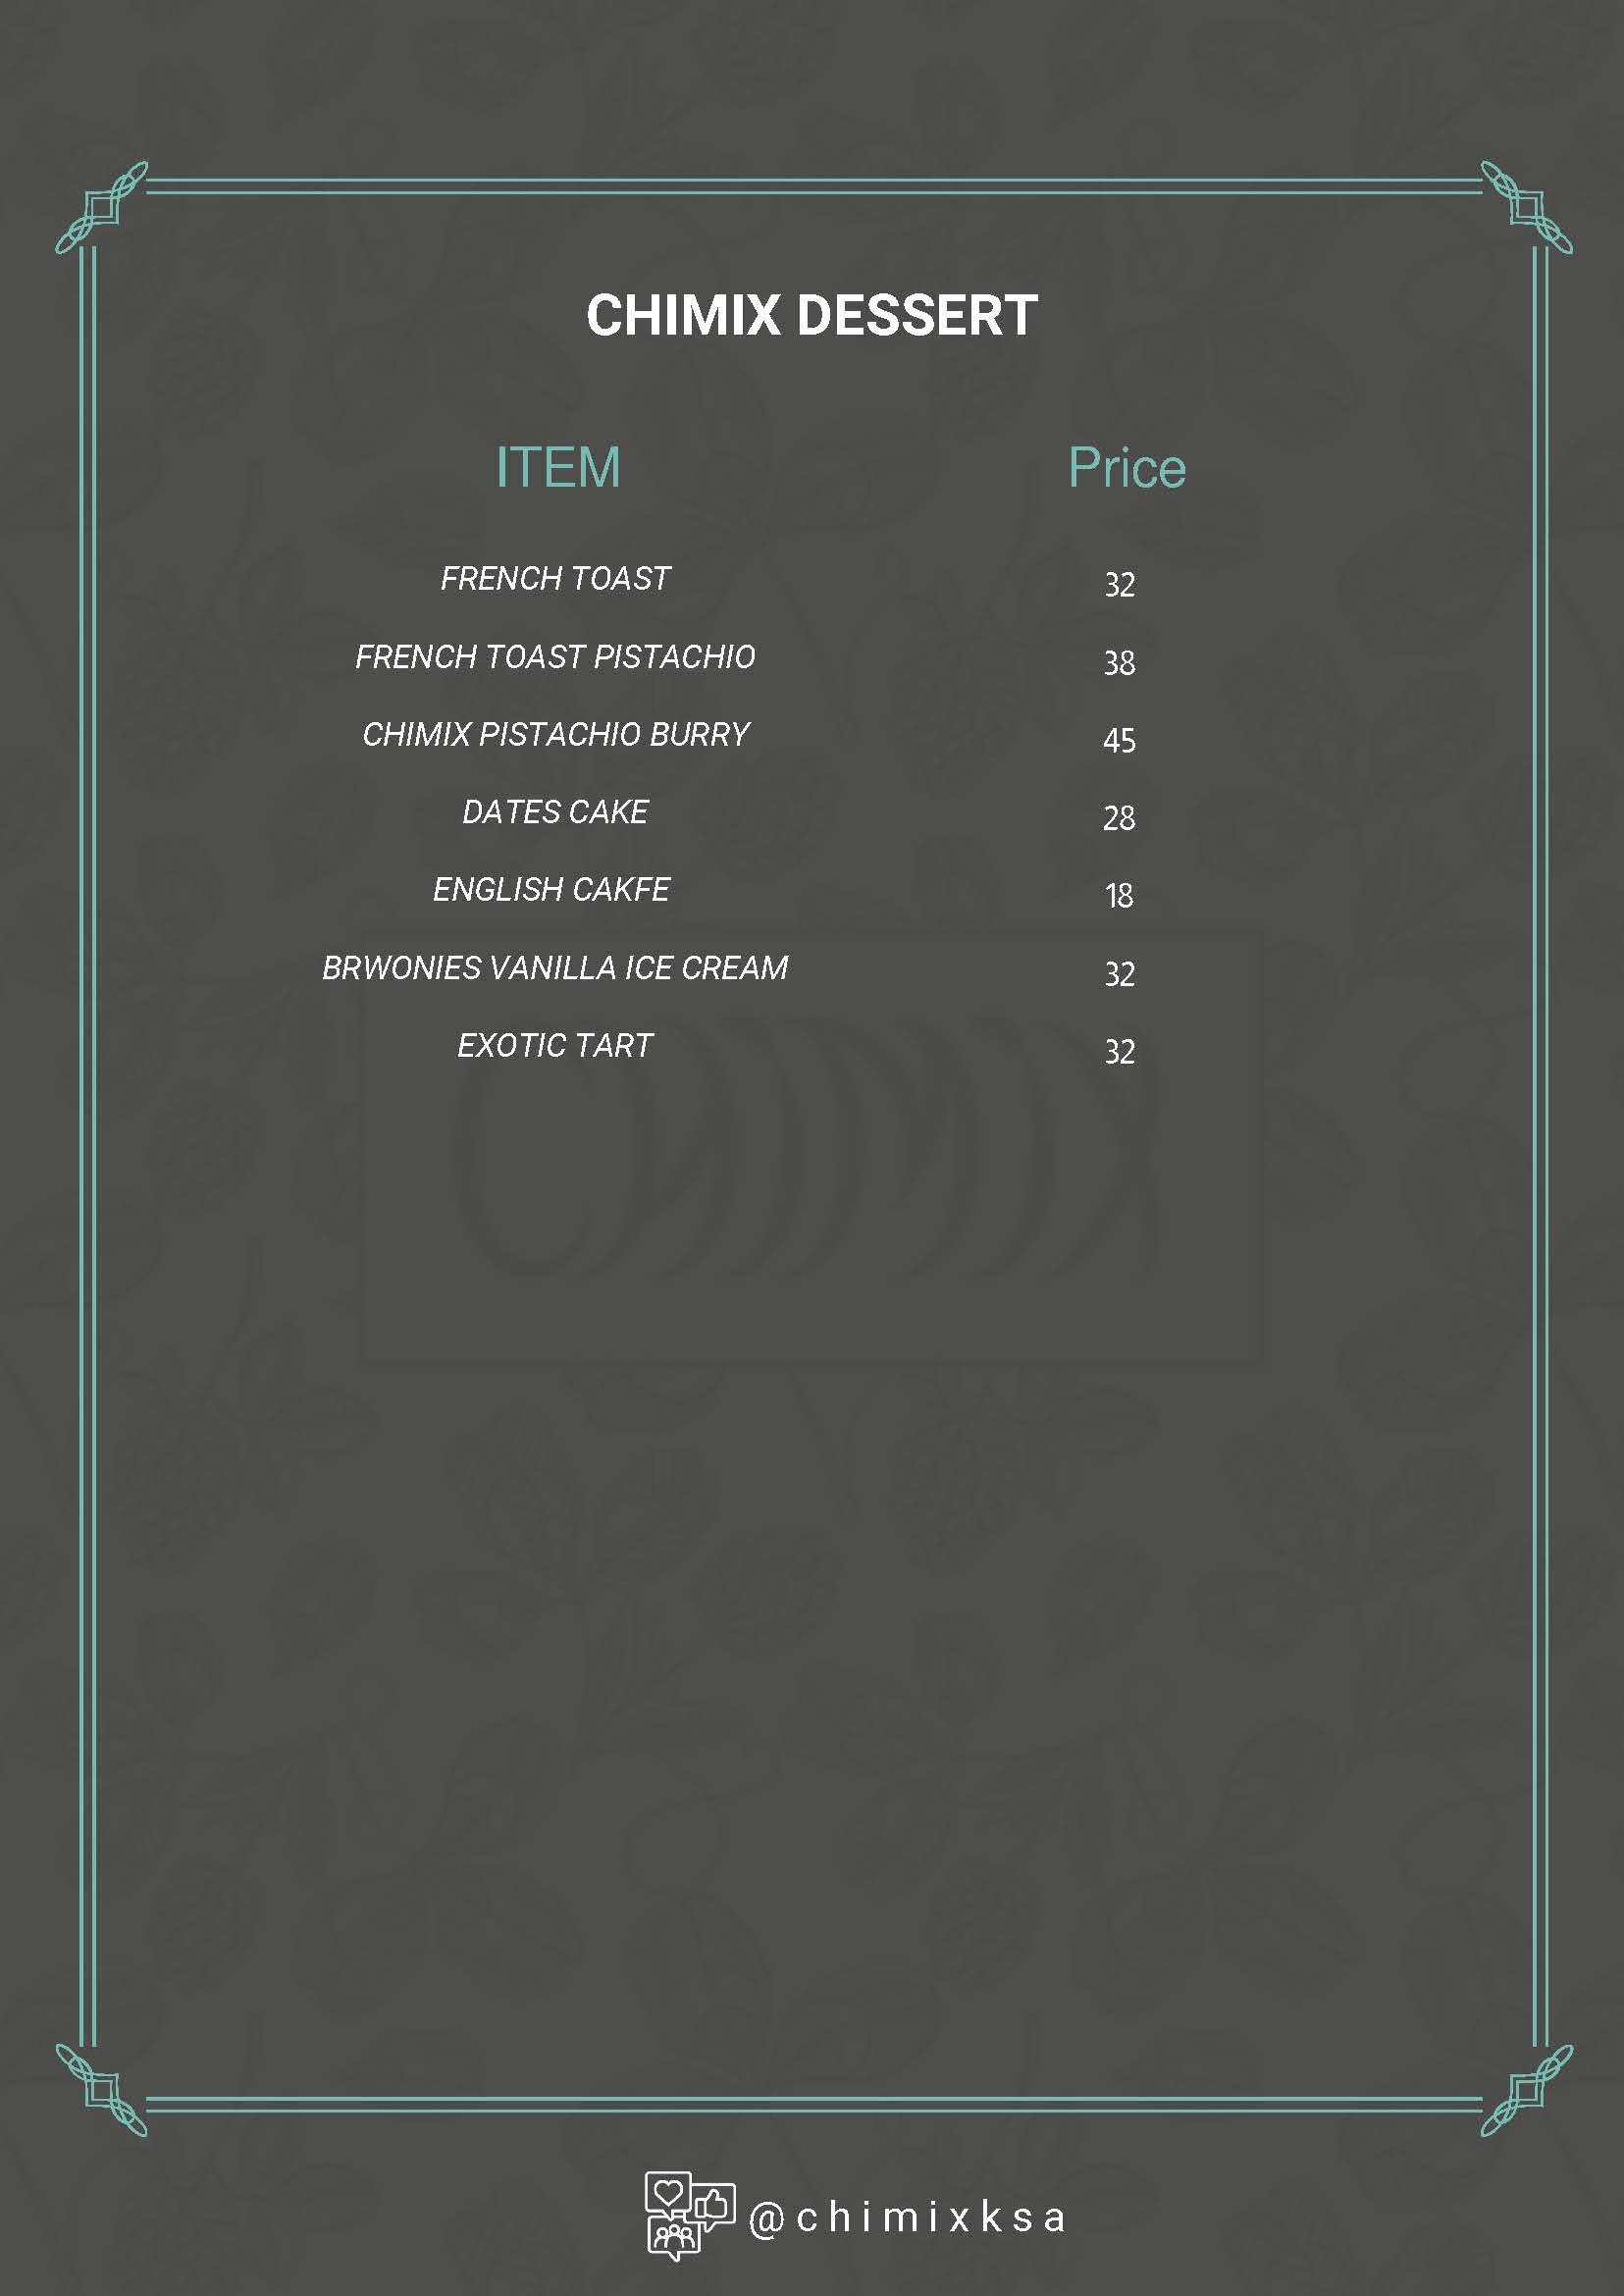 CHIMIX DESSERT
ITEM Price
FRENCH TOAST 32
FRENCH TOAST PISTACHIO 38
CHIMIX PISTACHIO BURRY 45
DATES CAKE 28
ENGLISH CAKFE 18
BRWONIES VANILLA ICE CREAM 32
EXOTIC TART 32
@chimixksa